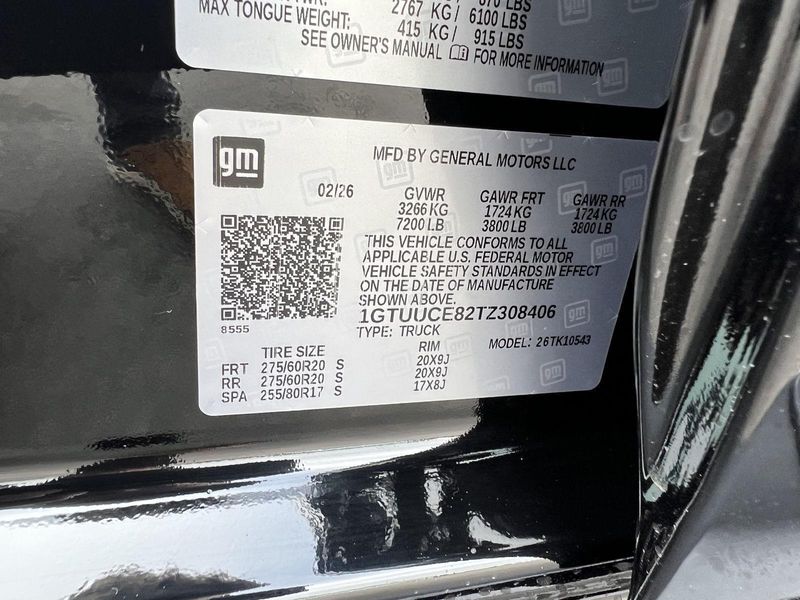 2767 KG/ 6100 LBS
MAX TONGUE WEIGHT: 415 KG/ 915 LBS
SEE OWNER'S MANUAL FOR MORE INFORMATION
gm
MFD BY GENERAL MOTORS LLC
02/26 GVWR GAWR FRT GAWR RR
3266 KG 1724 KG 1724 KG
7200 LB 3800 LB 3800 LB
THIS VEHICLE CONFORMS TO ALL
APPLICABLE U.S. FEDERAL MOTOR
VEHICLE SAFETY STANDARDS IN EFFECT
ON THE DATE OF MANUFACTURE
SHOWN ABOVE.
1GTUUCE82TZ308406
8555
TYPE: TRUCK MODEL: 26TK10543
TIRE SIZE RIM
FRT 275/60R20 S 20X9J
RR 275/60R20 S 20X9J
SPA 255/80R17 S 17X8J